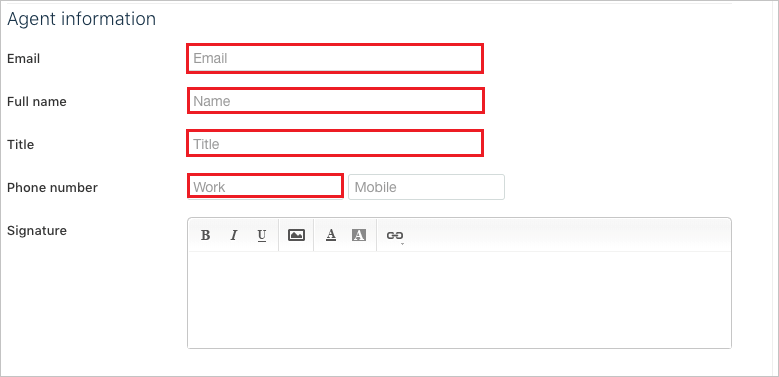 Agent information
Email Email
Full name Name
Title Title
Phone number Work Mobile
Signature B I U A A